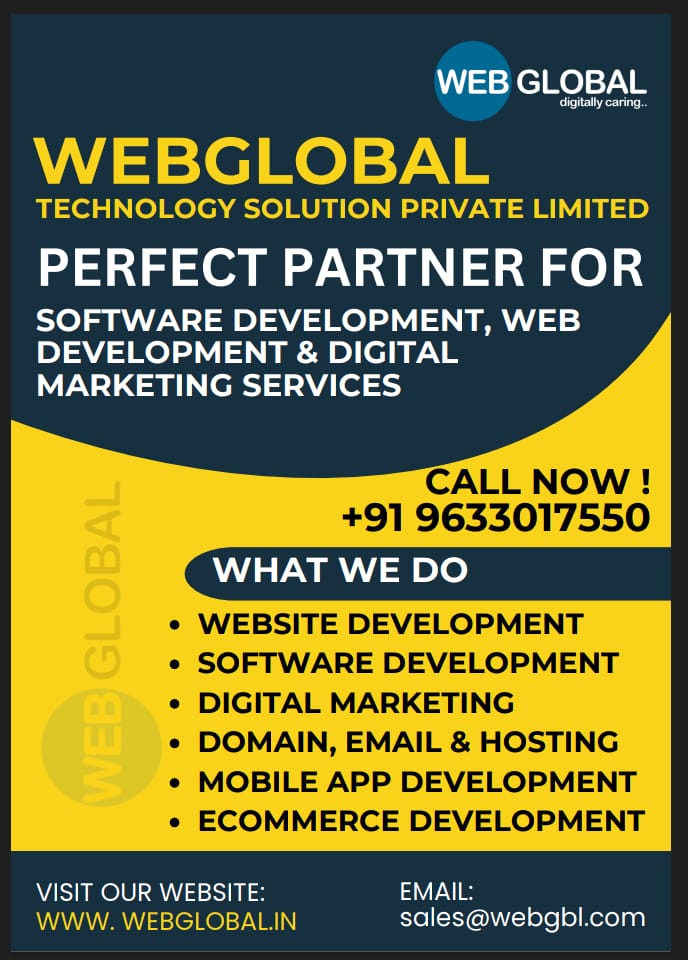 WEB GLOBAL
digitally caring..
WEBGLOBAL
TECHNOLOGY SOLUTION PRIVATE LIMITED
PERFECT PARTNER FOR
SOFTWARE DEVELOPMENT, WEB
DEVELOPMENT & DIGITAL
MARKETING SERVICES
CALL NOW !
+91 9633017550
WEB GLOBAL
WHAT WE DO
• WEBSITE DEVELOPMENT
• SOFTWARE DEVELOPMENT
• DIGITAL MARKETING
• DOMAIN, EMAIL & HOSTING
• MOBILE APP DEVELOPMENT
• ECOMMERCE DEVELOPMENT
VISIT OUR WEBSITE:
WWW. WEBGLOBAL.IN
EMAIL:
sales@webgbl.com